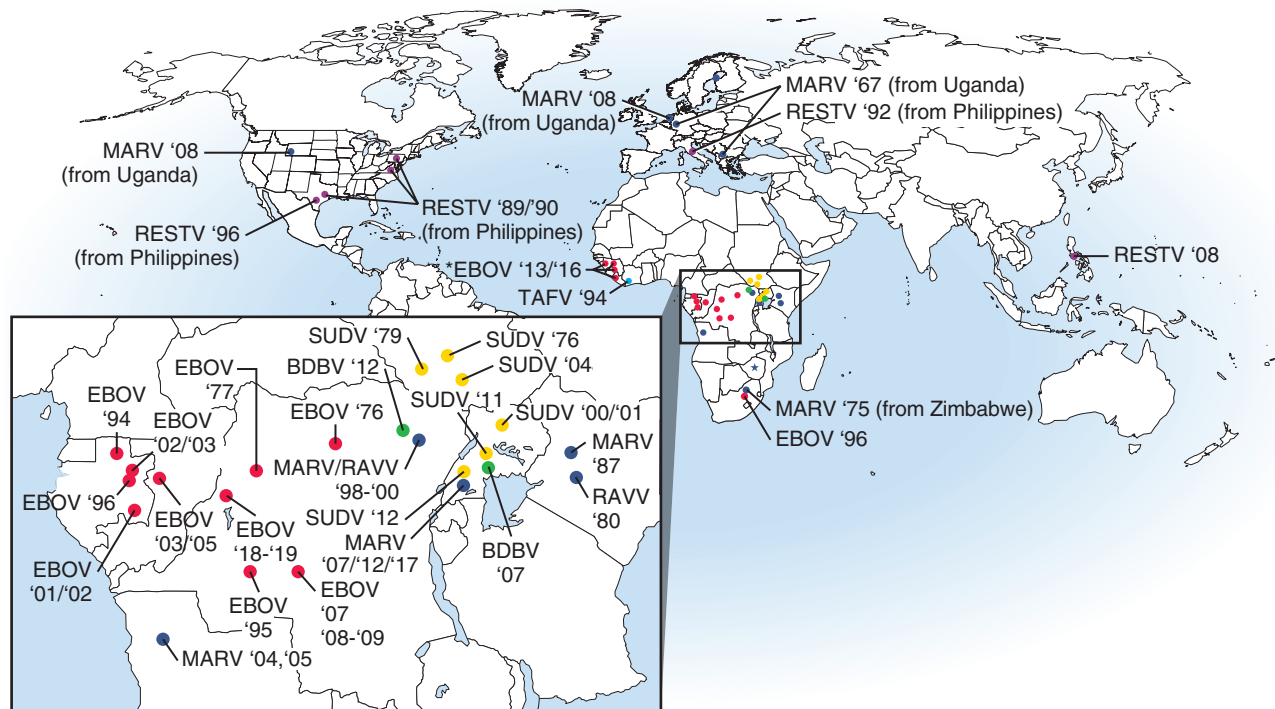 MARV ‘08
(from Uganda)
MARV ‘67 (from Uganda)
RESTV ‘92 (from Philippines)
MARV ‘08
(from Uganda)
RESTV ‘89/’90
(from Philippines)
RESTV ‘96
(from Philippines)
*EBOV ‘13/‘16
TAFV ‘94
RESTV ‘08
MARV ‘75 (from Zimbabwe)
EBOV ‘96
SUDV ‘79
SUDV ‘76
BDBV ‘12
SUDV ‘04
EBOV
‘77
SUDV ‘11
EBOV
‘94
EBOV
‘02/‘03
EBOV ‘76
SUDV ‘00/‘01
MARV/RAVV
‘98-‘00
MARV
‘87
EBOV ‘96
RAVV
‘80
EBOV
‘03/‘05
EBOV
‘18-‘19
SUDV ‘12
MARV
‘07/‘12/‘17
BDBV
‘07
EBOV
‘01/‘02
EBOV
‘95
EBOV
‘07
‘08-‘09
MARV ‘04,‘05